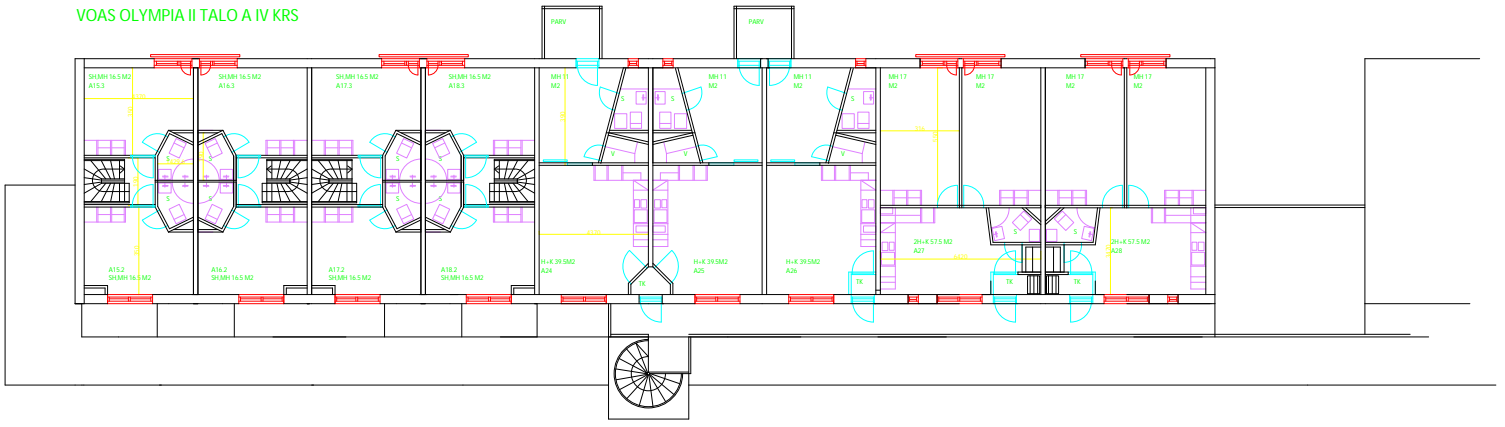 VOAS OLYMPIA II TALO A IV KRS
PARV
PARV
SH.MH 16.5 M2
A15.3
SH.MH 16.5 M2
A16.3
SH.MH 16.5 M2
A17.3
SH.MH 16.5 M2
A18.3
MH 11
M2
MH 11
M2
MH 11
M2
MH 17
M2
MH 11
M2
MH 17
M2
MH 17
M2
S
S
S
S
S
S
S
V
V
S
S
S
S
S
S
A15.2
SH.MH 16.5 M2
A16.2
SH.MH 16.5 M2
A17.2
SH.MH 16.5 M2
A18.2
SH.MH 16.5 M2
H+K 39.5M2
A24
H+K 39.5M2
A25
H+K 39.5M2
A26
2H+K 57.5 M2
A27
2H+K 57.5 M2
A28
TK
TK
TK
TK